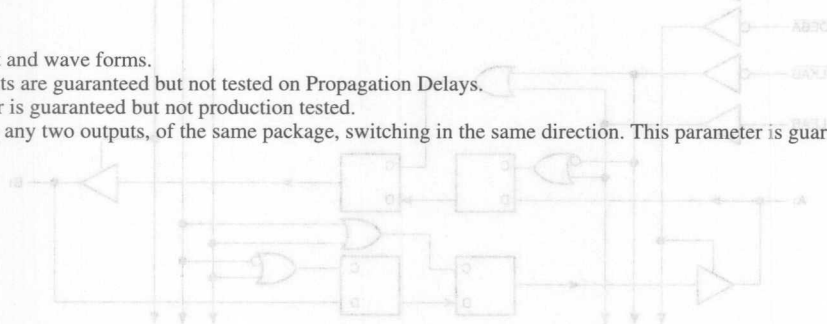 and wave forms.
ts are guaranteed but not tested on Propagation Delays.
r is guaranteed but not production tested.
any two outputs, of the same package, switching in the same direction. This parameter is guar